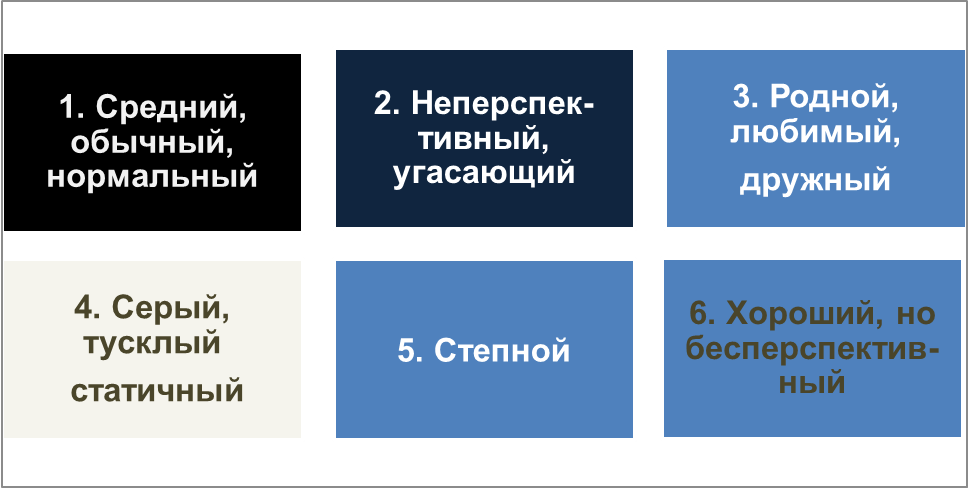 1. Средний,
обычный,
нормальный
2. Неперспек-
тивный,
угасающий
3. Родной,
любимый,
дружный
4. Серый,
тусклый
статичный
5. Степной
6. Хороший, но
бесперспектив-
ный